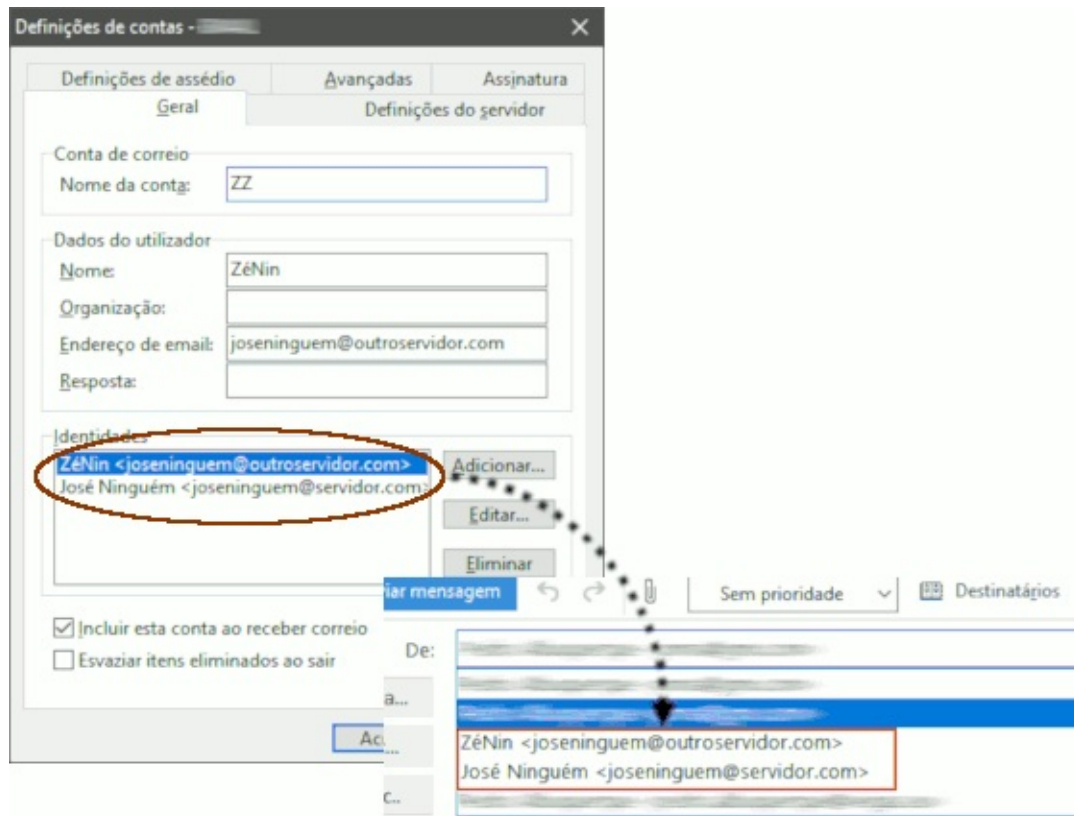 Definições de contas -
Definições de assédio Avançadas Assinatura
Geral Definições do servidor
Conta de correio
Nome da conta: ZZ
Dados do utilizador
Nome: ZéNin
Organização:
Endereço de email: joseninguem@outroservidor.com
Resposta:
Identidades
ZéNin <joseninguem@outroservidor.com>
José Ninguém <joseninguem@servidor.com>
Adicionar...
Editar...
Eliminar
Incluir esta conta ao receber correio
Esvaziar itens eliminados ao sair
iar mensagem Sem prioridade Destinatários
De:
a...
ZéNin <joseninguem@outroservidor.com>
José Ninguém <joseninguem@servidor.com>
c..